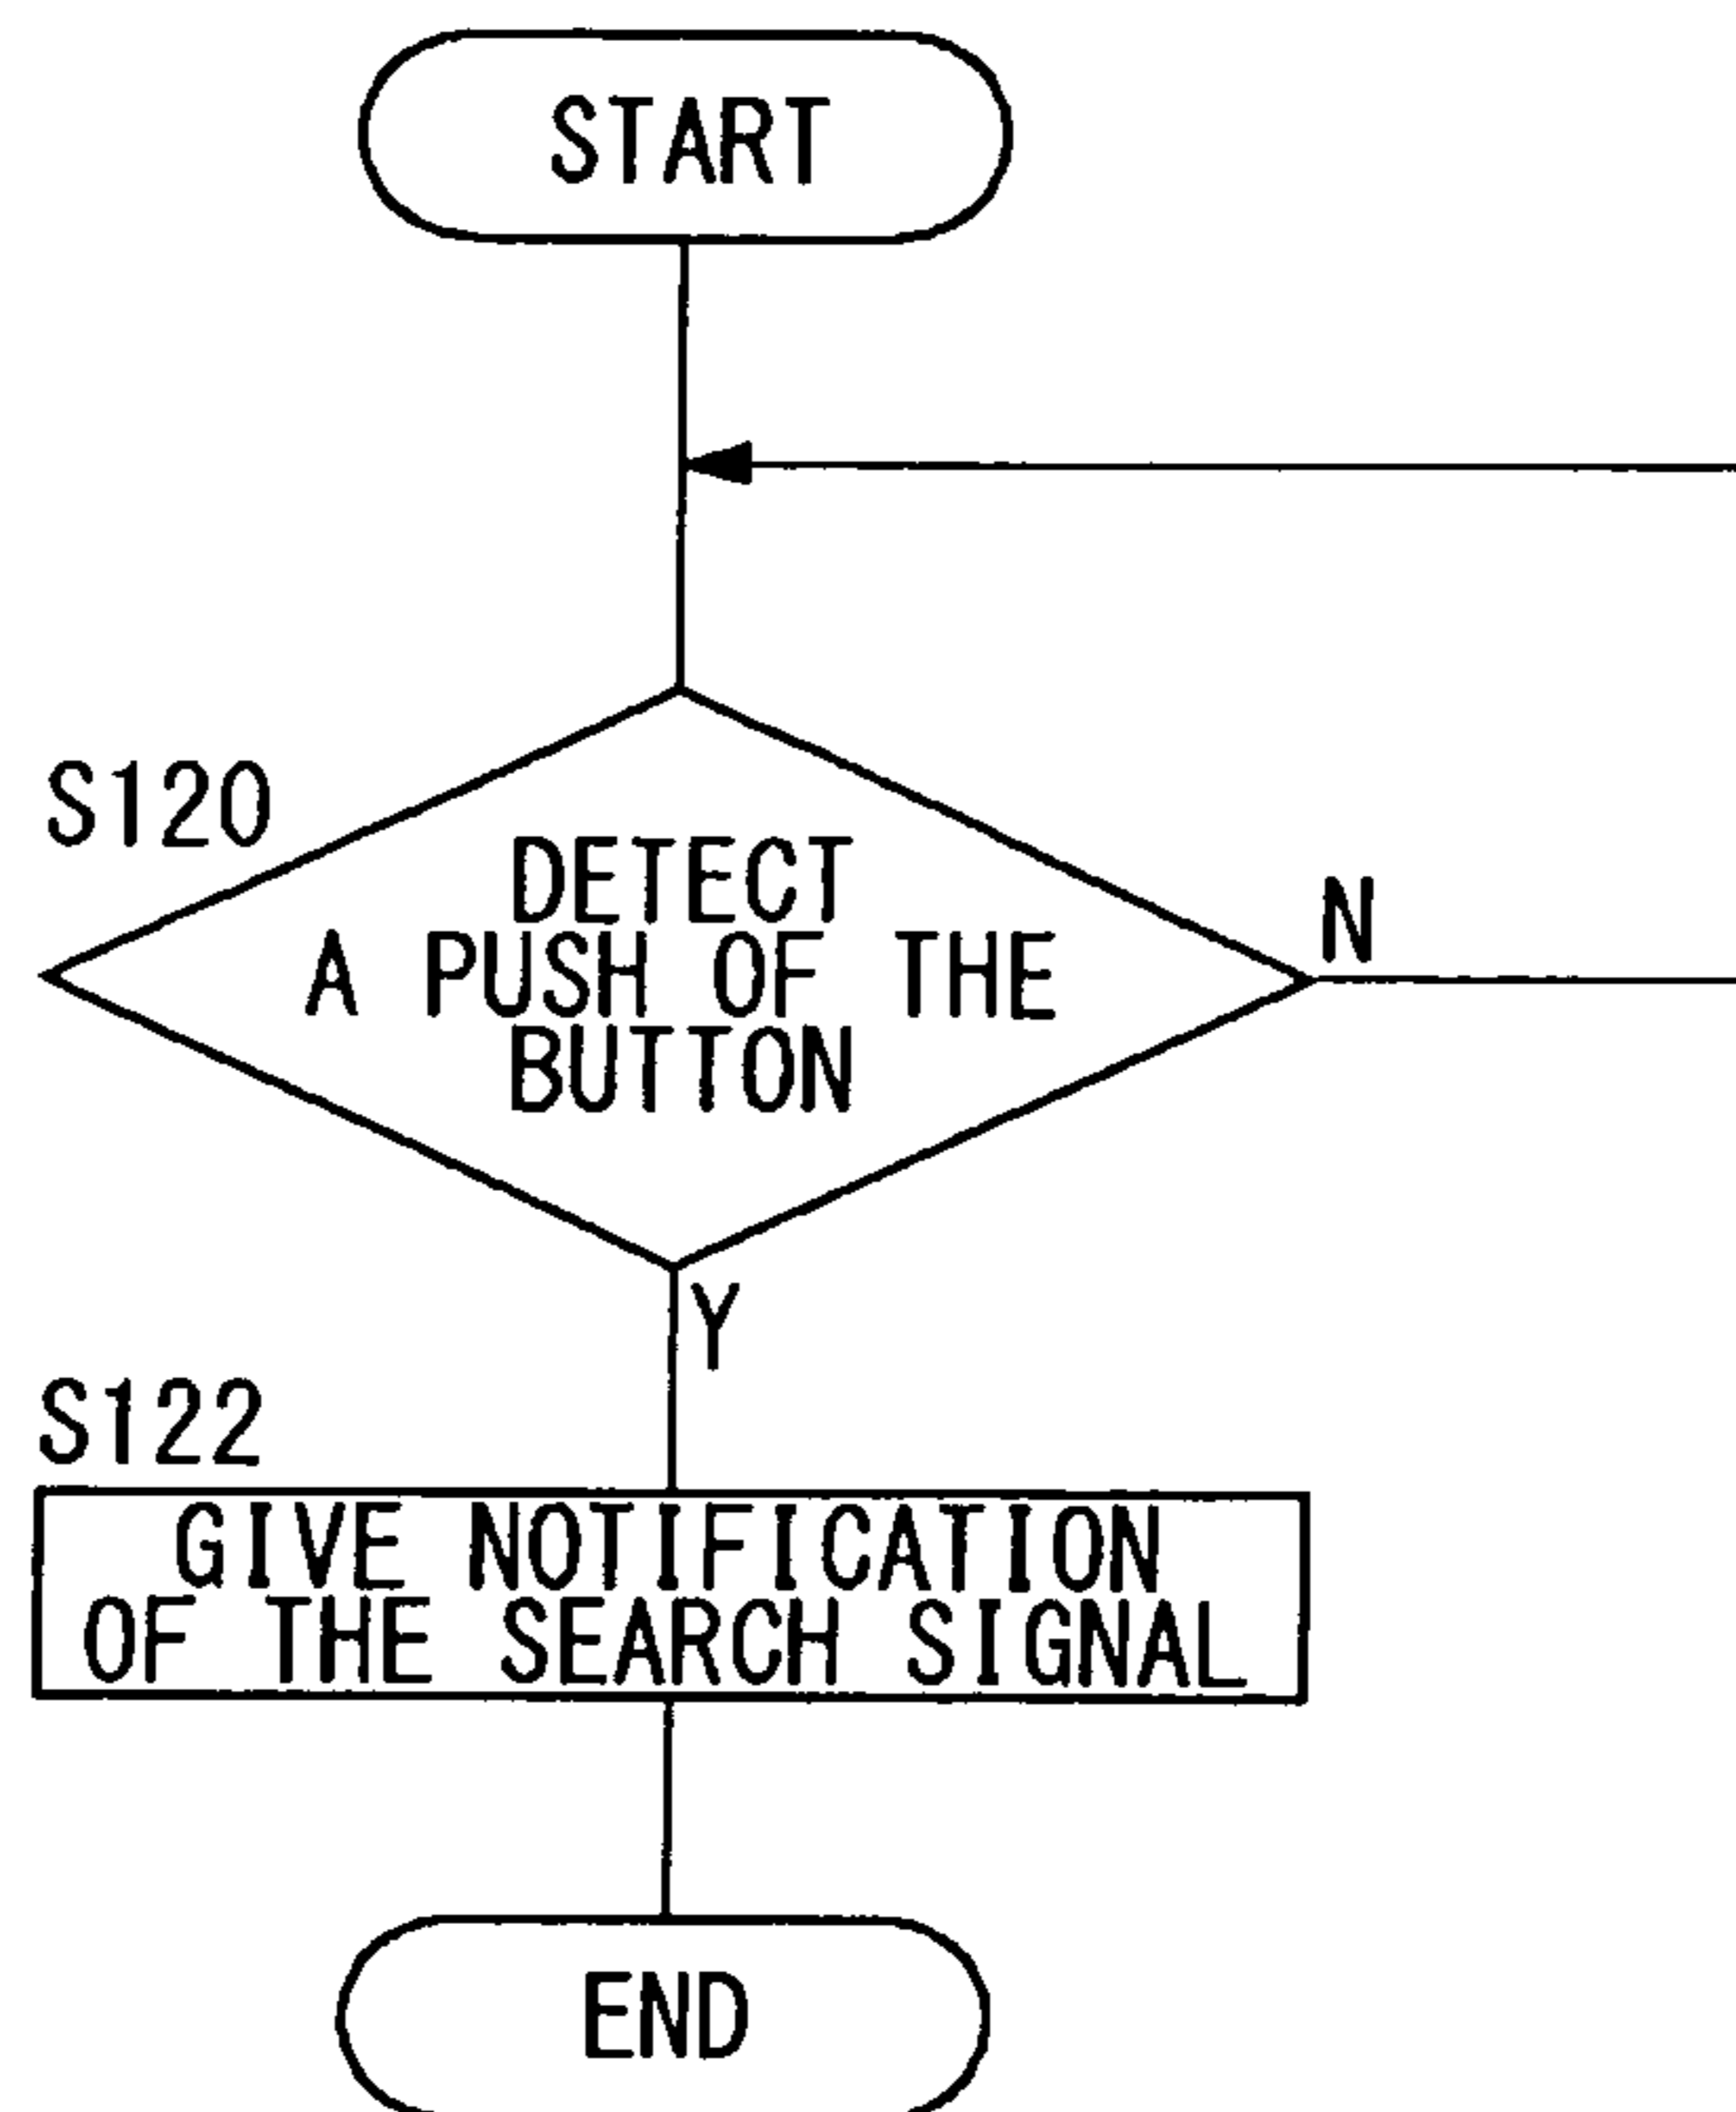 START
S120
DETECT
A PUSH OF THE
BUTTON
N
Y
S122
GIVE NOTIFICATION
OF THE SEARCH SIGNAL
END